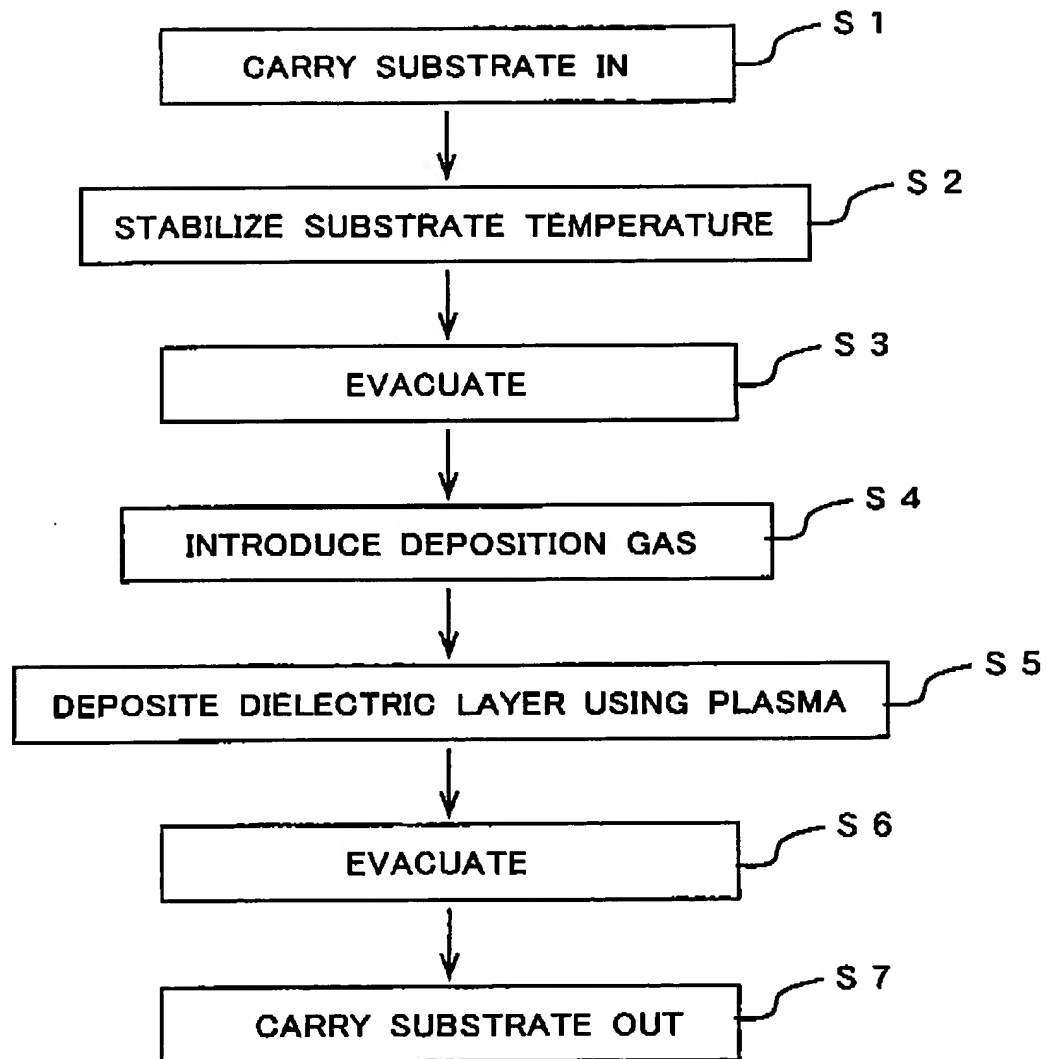 S 1
CARRY SUBSTRATE IN
S 2
STABILIZE SUBSTRATE TEMPERATURE
S 3
EVACUATE
S 4
INTRODUCE DEPOSITION GAS
S 5
DEPOSITE DIELECTRIC LAYER USING PLASMA
S 6
EVACUATE
S 7
CARRY SUBSTRATE OUT